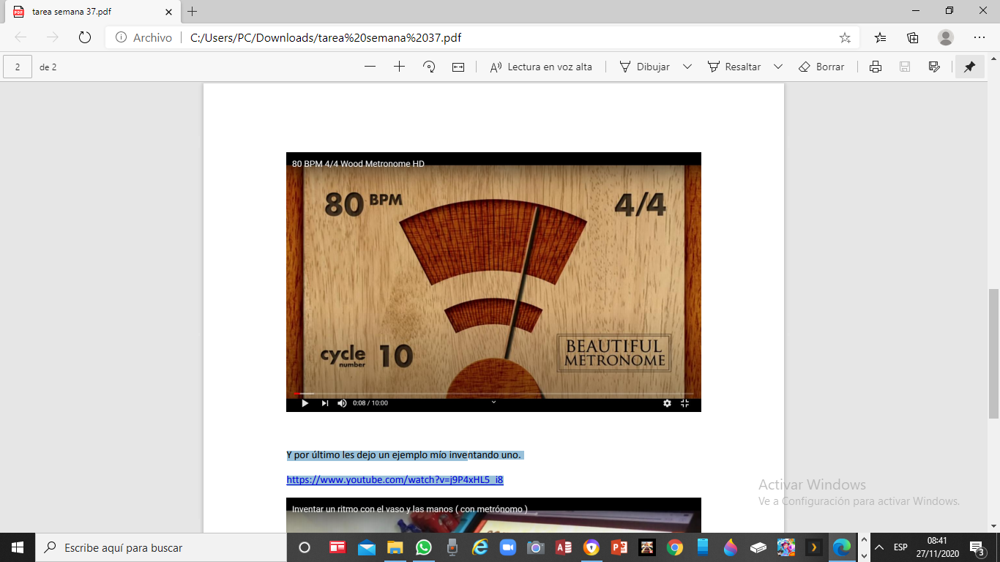 tarea semana 37.pdf
Archivo C:/Users/PC/Downloads/tarea%20semana%2037.pdf
2 de 2 Lectura en voz alta Dibujar Resaltar Borrar
80 BPM 4/4 Wood Metronome HD
80 BPM 4/4
cycle number 10
BEAUTIFUL
METRONOME
0:08 / 10:00
Y por último les dejo un ejemplo mío inventando uno.
https://www.youtube.com/watch?v=j9P4xHL5_i8
Inventar un ritmo con el vaso y las manos ( con metrónomo )
Activar Windows
Ve a Configuración para activar Windows.
Escribe aquí para buscar
ESP
08:41
27/11/2020
3